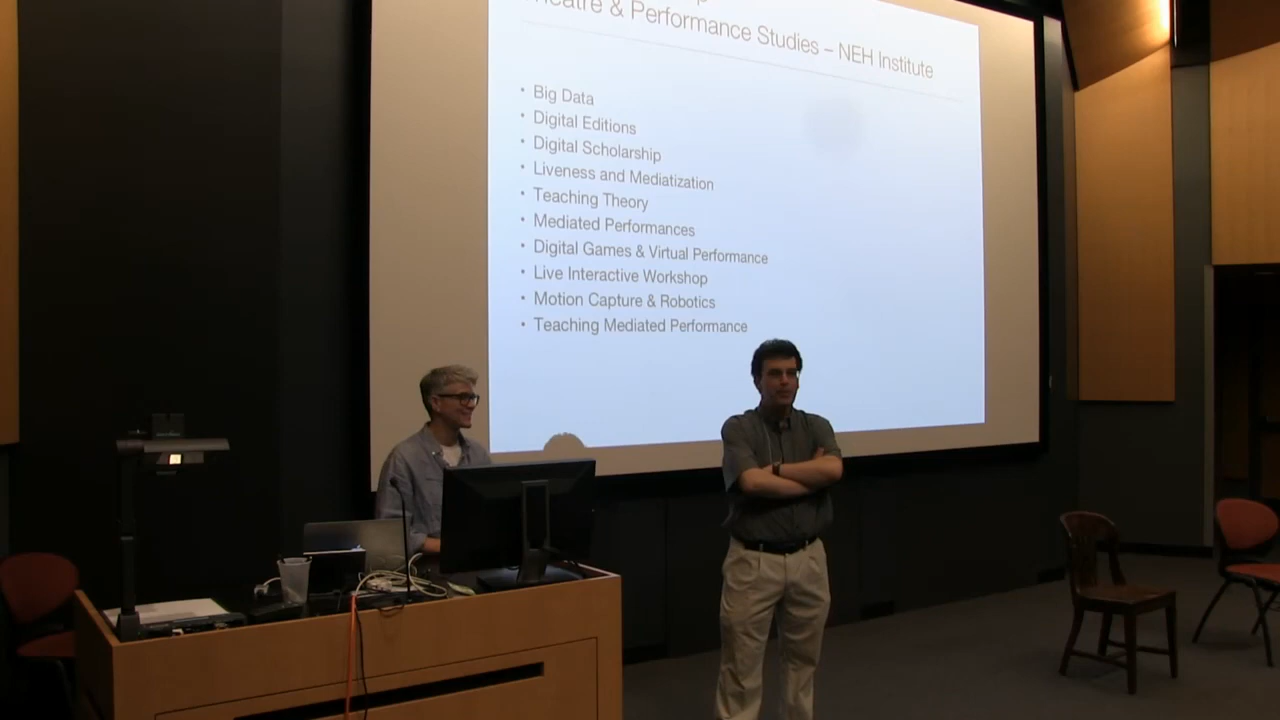 Theatre & Performance Studies – NEH Institute
• Big Data
• Digital Editions
• Digital Scholarship
• Liveness and Mediatization
• Teaching Theory
• Mediated Performances
• Digital Games & Virtual Performance
• Live Interactive Workshop
• Motion Capture & Robotics
• Teaching Mediated Performance